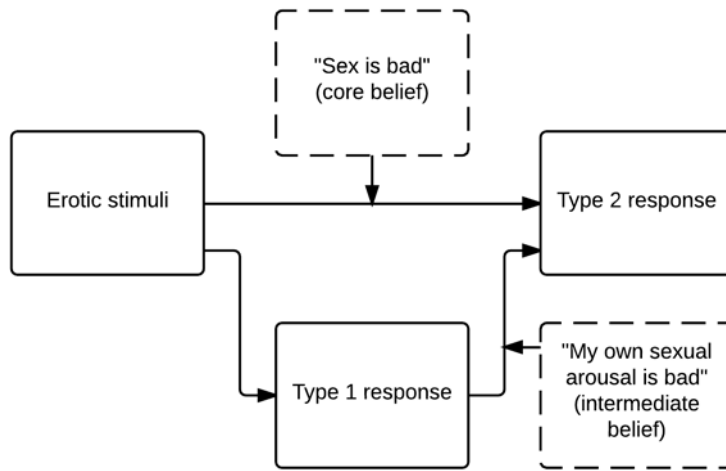 "Sex is bad"
(core belief)
Erotic stimuli
Type 2 response
Type 1 response
"My own sexual
arousal is bad"
(intermediate
belief)